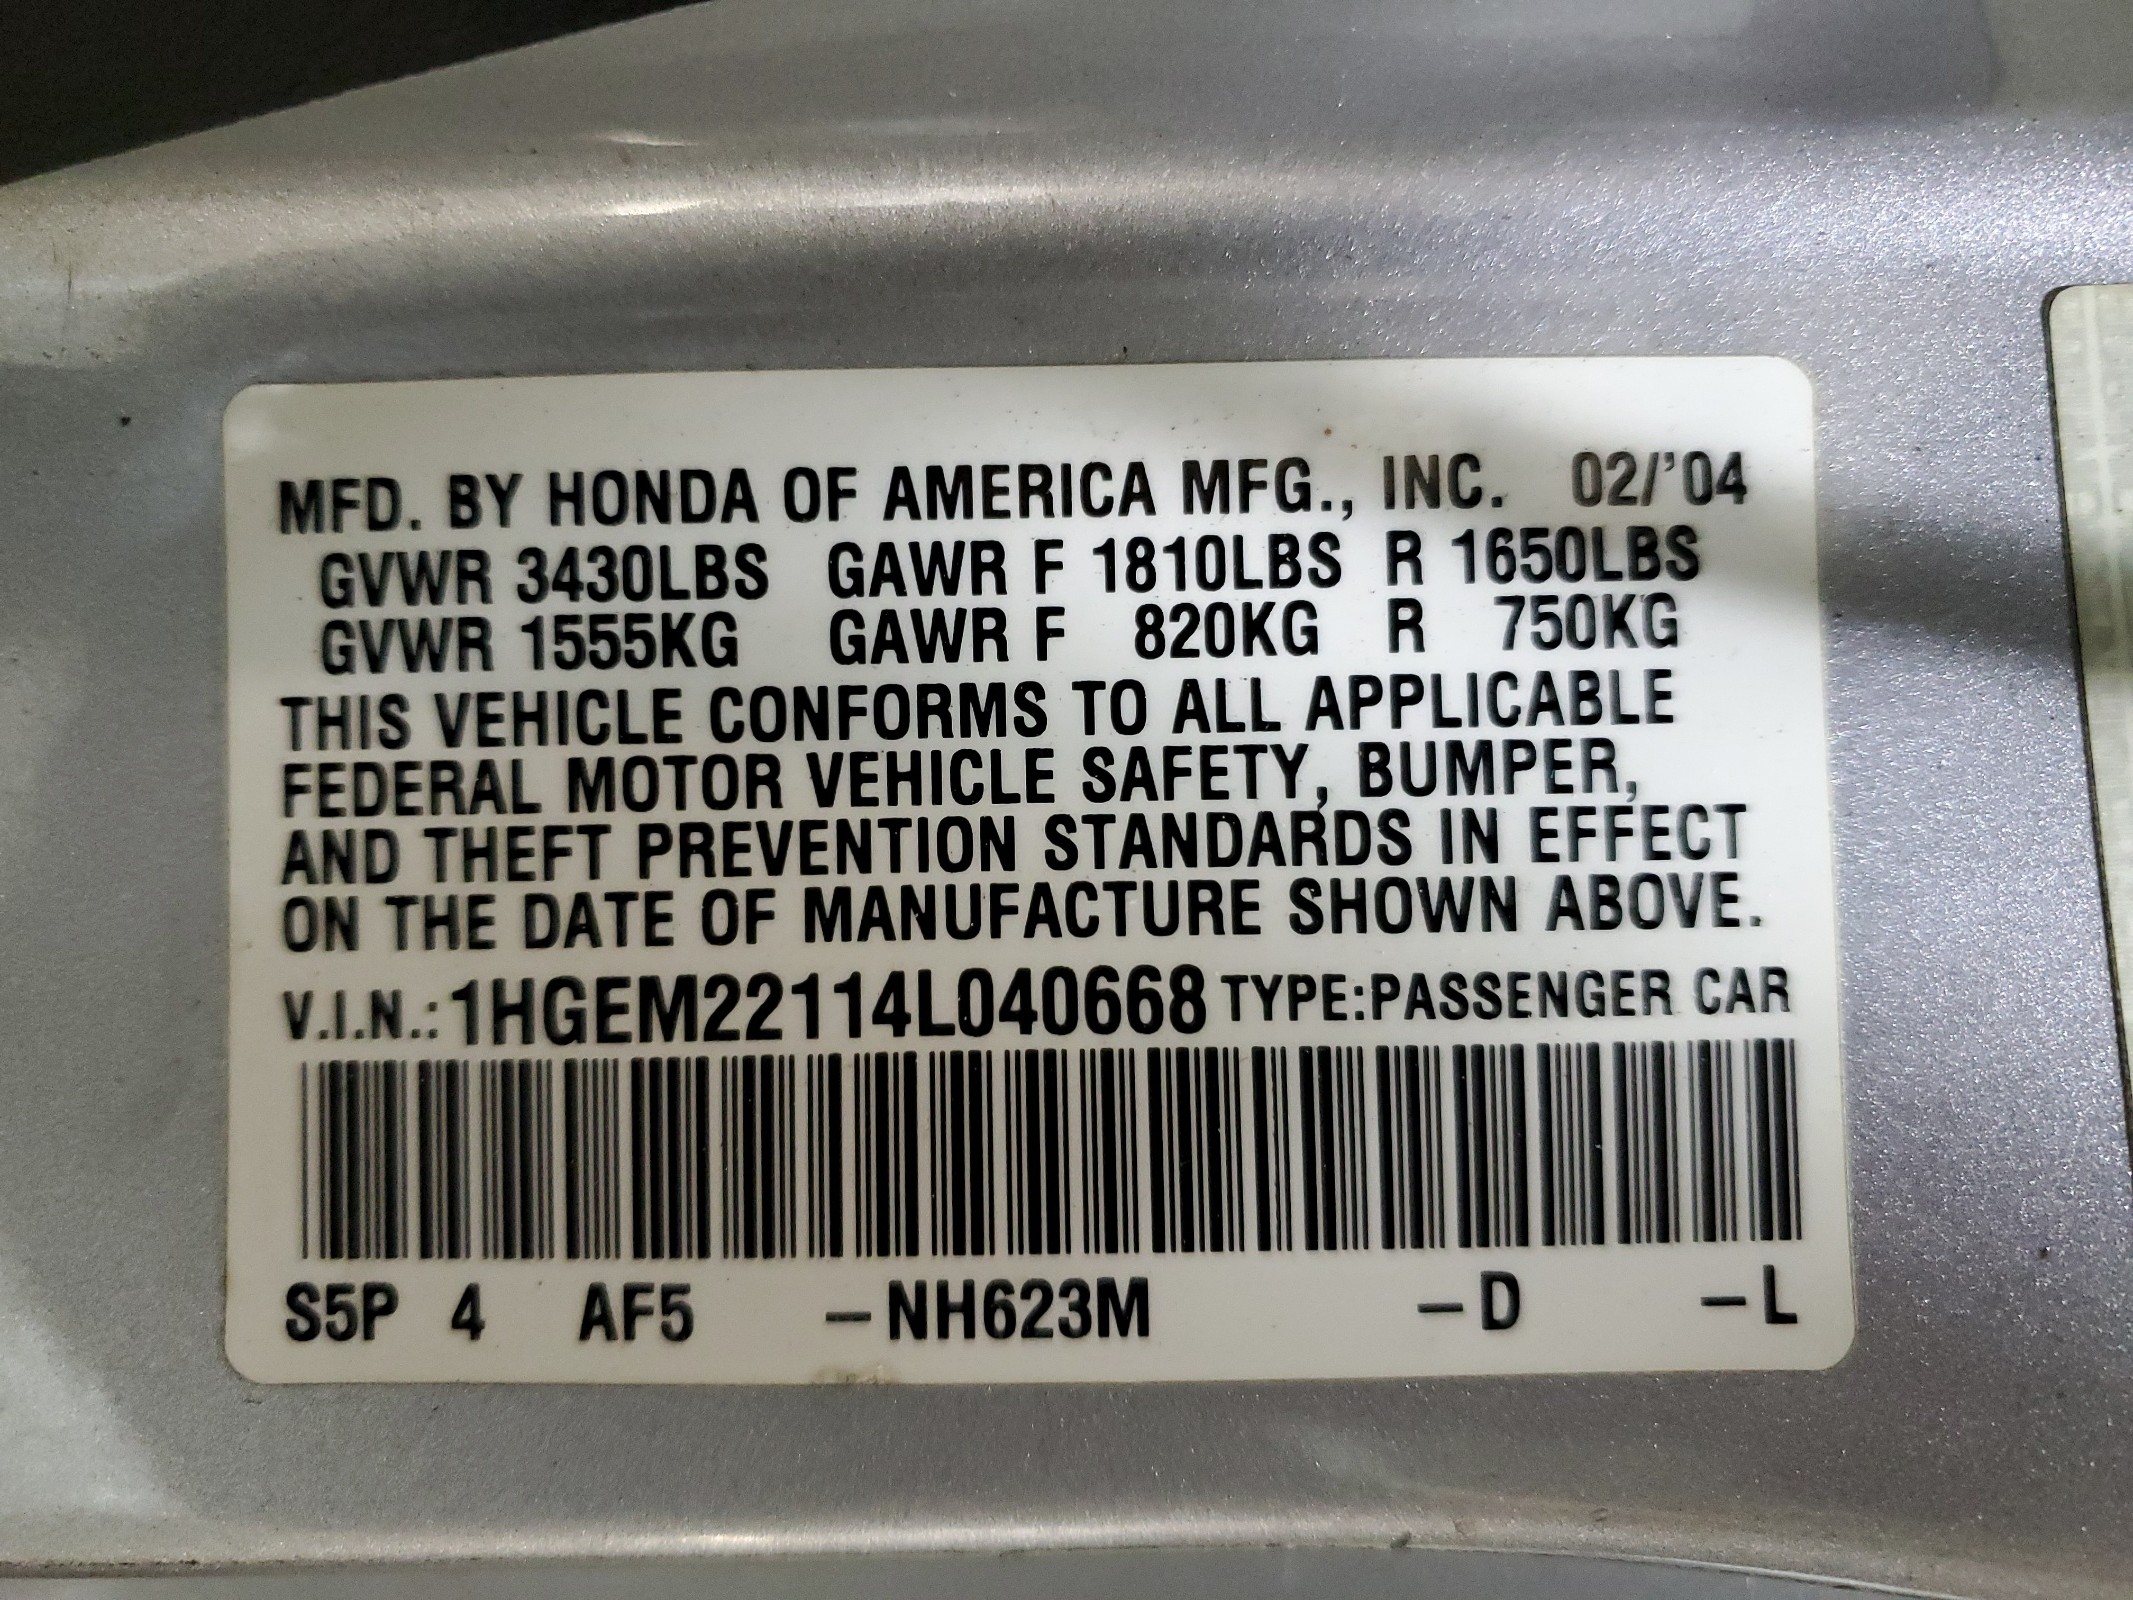 MFD. BY HONDA OF AMERICA MFG., INC. 02/'04
GVWR 3430LBS GAWR F 1810LBS R 1650LBS
GVWR 1555KG GAWR F 820KG R 750KG
THIS VEHICLE CONFORMS TO ALL APPLICABLE
FEDERAL MOTOR VEHICLE SAFETY, BUMPER,
AND THEFT PREVENTION STANDARDS IN EFFECT
ON THE DATE OF MANUFACTURE SHOWN ABOVE.
V.I.N.: 1HGEM22114L040668 TYPE:PASSENGER CAR
S5P 4 AF5 –NH623M –D –L